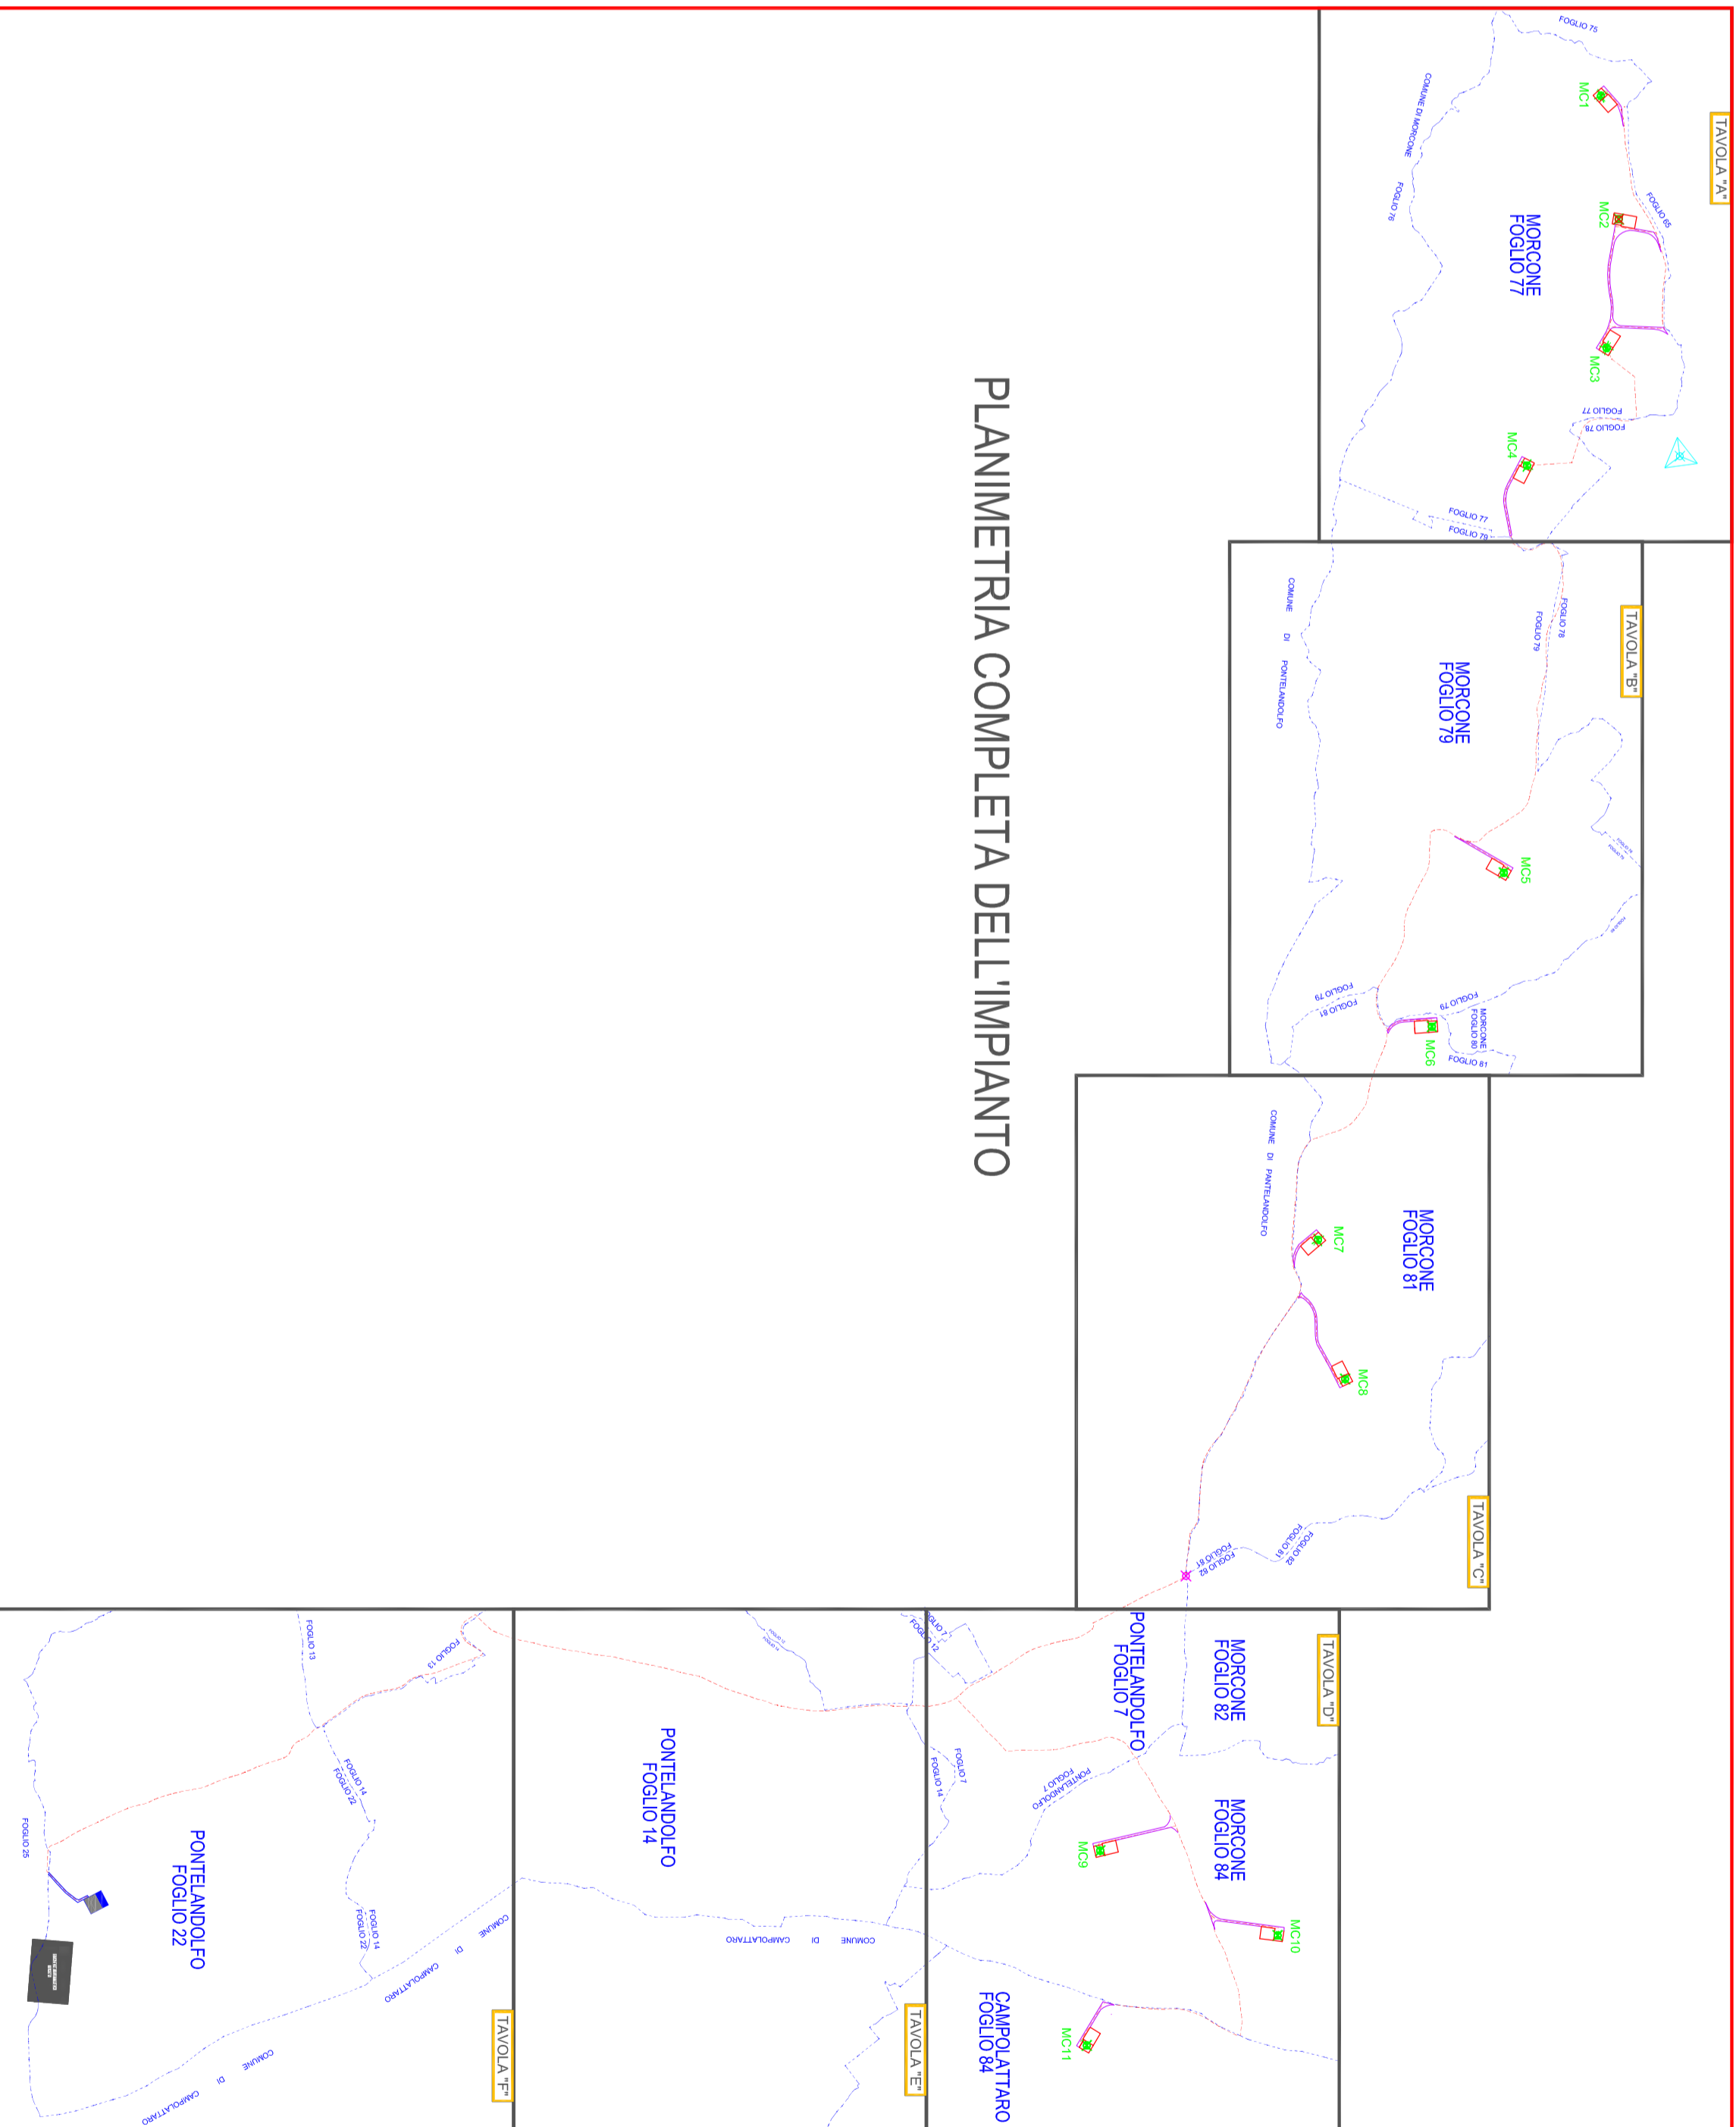 TAVOLA "A"
FOGLIO 75
MC1
COMUNE DI MORCONE
FOGLIO 76
FOGLIO 65
MC2
MORCONE
FOGLIO 77
MC3
FOGLIO 77
FOGLIO 78
MC4
FOGLIO 77
FOGLIO 79
TAVOLA "B"
FOGLIO 78
FOGLIO 79
COMUNE DI PONTELANDOLFO
MORCONE
FOGLIO 79
MC5
FOGLIO 79
FOGLIO 81
FOGLIO 79
MORCONE
FOGLIO 80
FOGLIO 81
MC6
PLANIMETRIA COMPLETA DELL'IMPIANTO
COMUNE DI PANTELANDOLFO
MORCONE
FOGLIO 81
MC7
MC8
TAVOLA "C"
FOGLIO 81
FOGLIO 82
FOGLIO 81
FOGLIO 82
TAVOLA "D"
MORCONE
FOGLIO 82
PONTELANDOLFO
FOGLIO 7
FOGLIO 7
FOGLIO 12
FOGLIO 7
FOGLIO 14
PONTELANDOLFO
FOGLIO 7
MORCONE
FOGLIO 84
MC9
MC10
MC11
CAMPOLATTARO
FOGLIO 84
TAVOLA "E"
PONTELANDOLFO
FOGLIO 14
COMUNE DI CAMPOLATTARO
TAVOLA "F"
FOGLIO 13
FOGLIO 13
FOGLIO 14
FOGLIO 22
PONTELANDOLFO
FOGLIO 22
FOGLIO 14
FOGLIO 22
COMUNE DI CAMPOLATTARO
FOGLIO 25
COMUNE DI CAMPOLATTARO